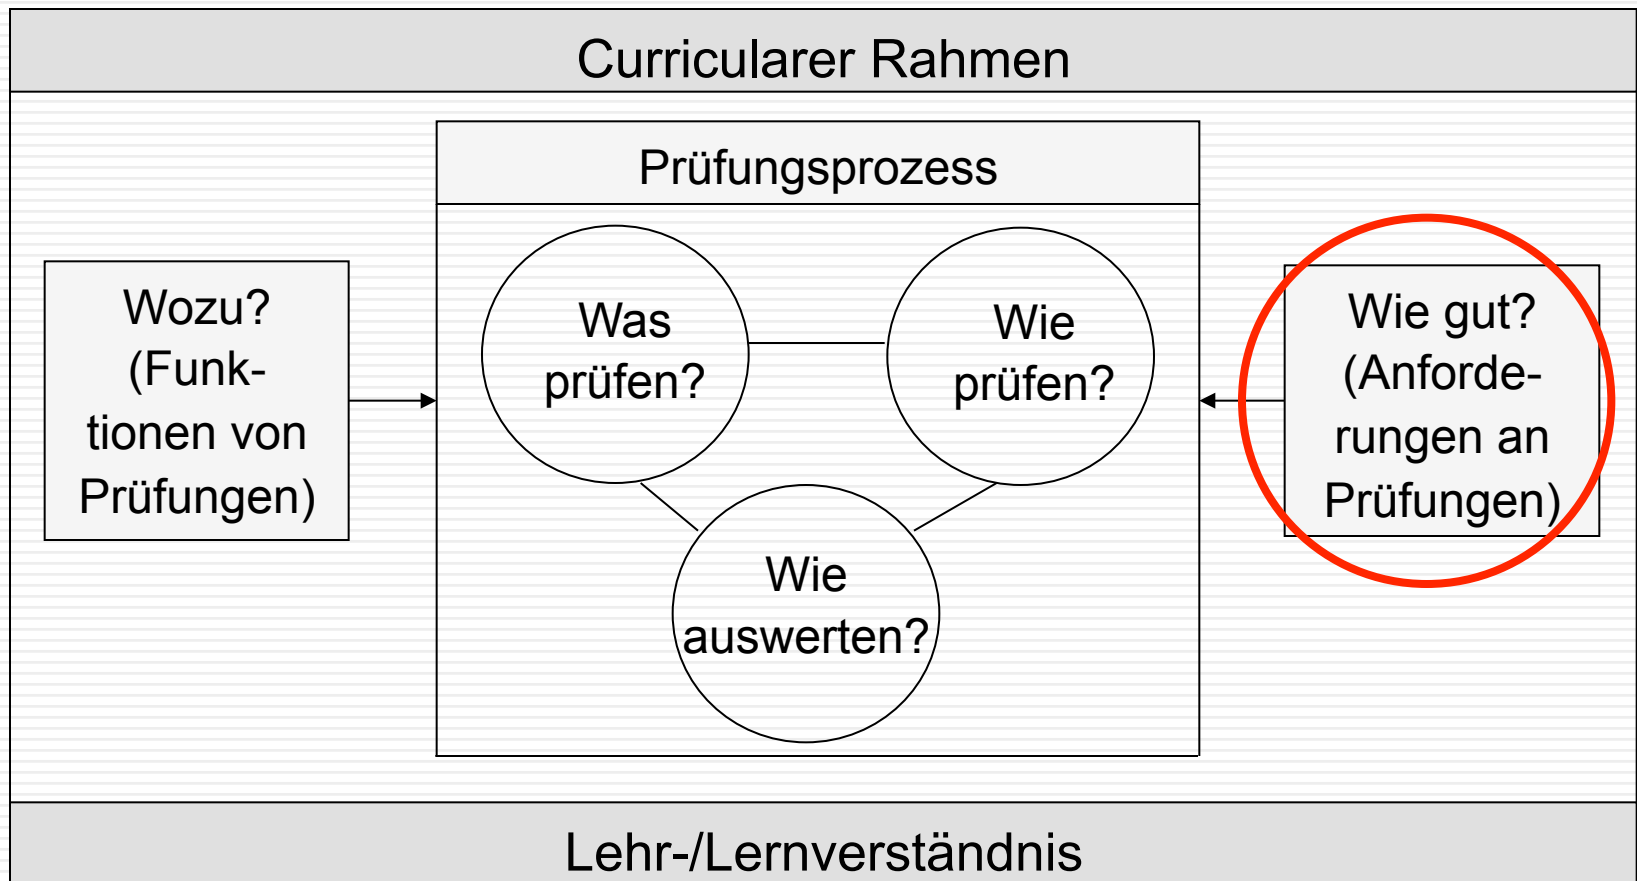 Curricularer Rahmen
Prüfungsprozess
Wozu?
(Funk-
tionen von
Prüfungen)
Was
prüfen?
Wie
prüfen?
Wie
auswerten?
Wie gut?
(Anforde-
rungen an
Prüfungen)
Lehr-/Lernverständnis